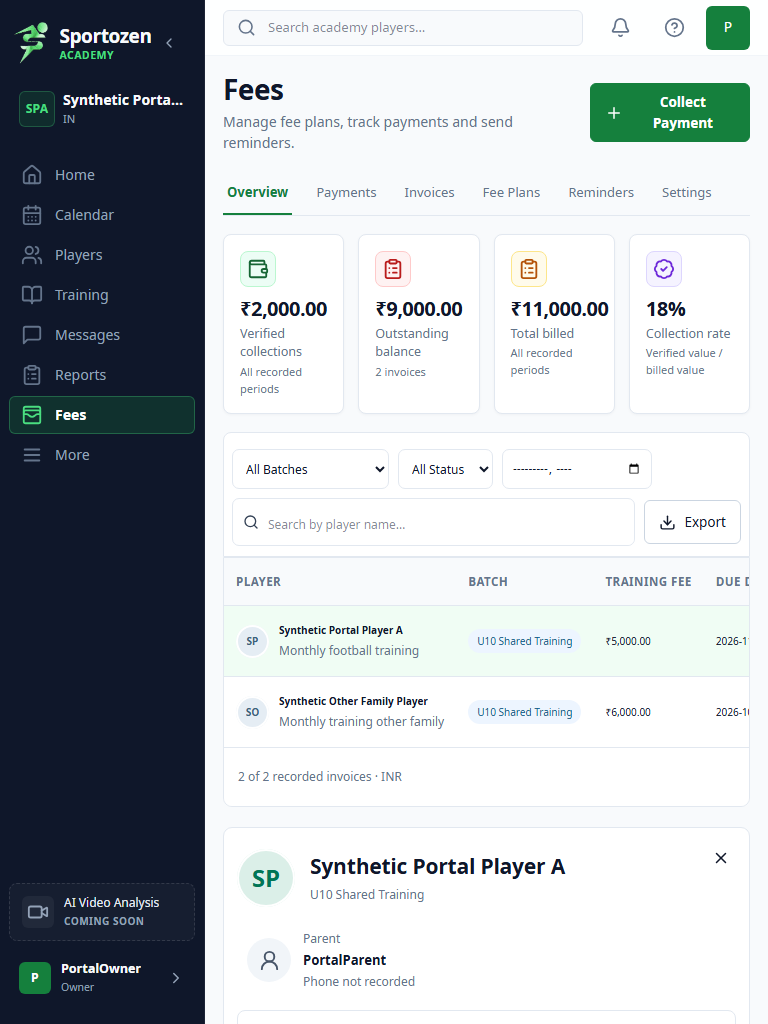 Sportozen
ACADEMY
SPA
Synthetic Porta...
IN
Home
Calendar
Players
Training
Messages
Reports
Fees
More
AI Video Analysis
COMING SOON
P
PortalOwner
Owner
Search academy players...
P
Fees
Manage fee plans, track payments and send
reminders.
Collect
Payment
Overview Payments Invoices Fee Plans Reminders Settings
₹2,000.00
Verified
collections
All recorded
periods
₹9,000.00
Outstanding
balance
2 invoices
₹11,000.00
Total billed
All recorded
periods
18%
Collection rate
Verified value /
billed value
All Batches All Status ---------, ----
Search by player name... Export
PLAYER BATCH TRAINING FEE DUE
SP Synthetic Portal Player A
Monthly football training
U10 Shared Training ₹5,000.00 2026-1
SO Synthetic Other Family Player
Monthly training other family
U10 Shared Training ₹6,000.00 2026-1
2 of 2 recorded invoices · INR
SP
Synthetic Portal Player A
U10 Shared Training
Parent
PortalParent
Phone not recorded